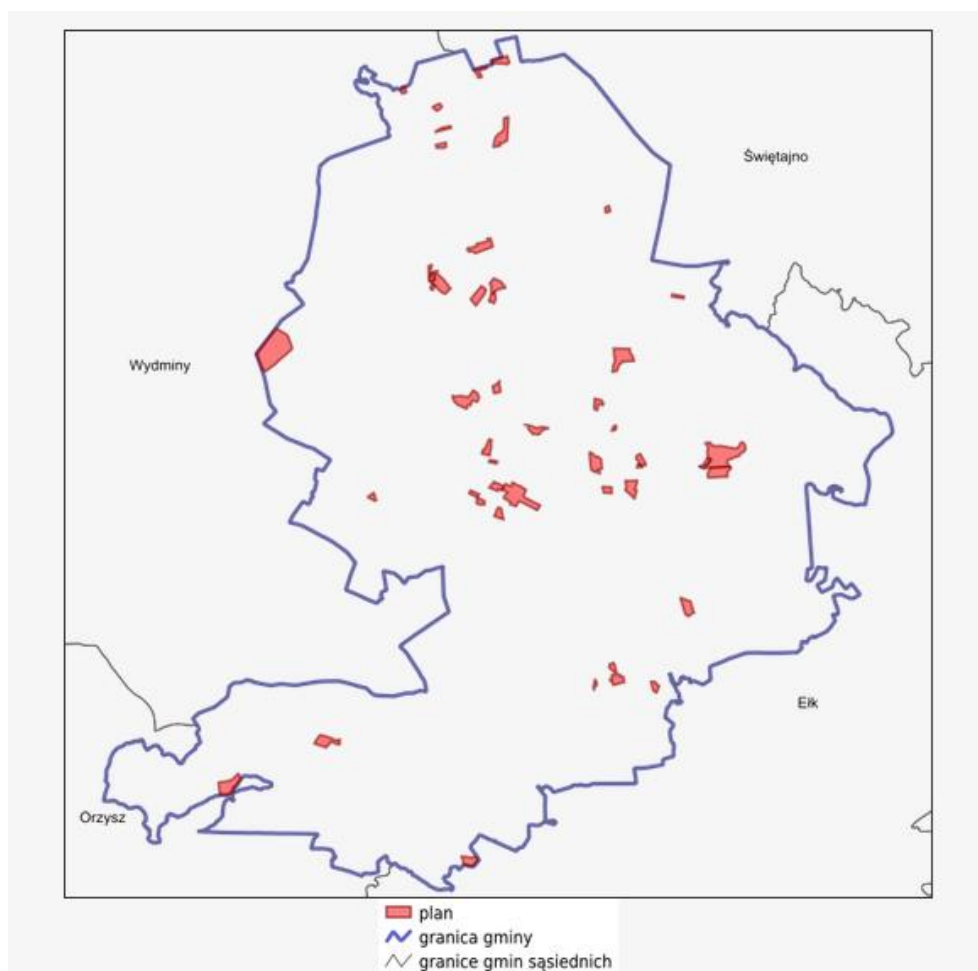 Świętajno
Wydminy
Ełk
Orzysz
plan
granica gminy
granice gmin sąsiednich